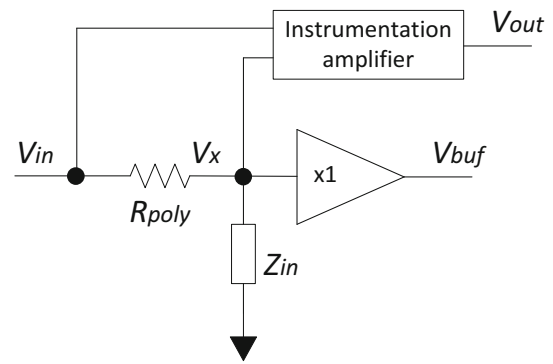 Instrumentation
amplifier
Vout
Vin
Vx
x1
Vbuf
Rpoly
Zin